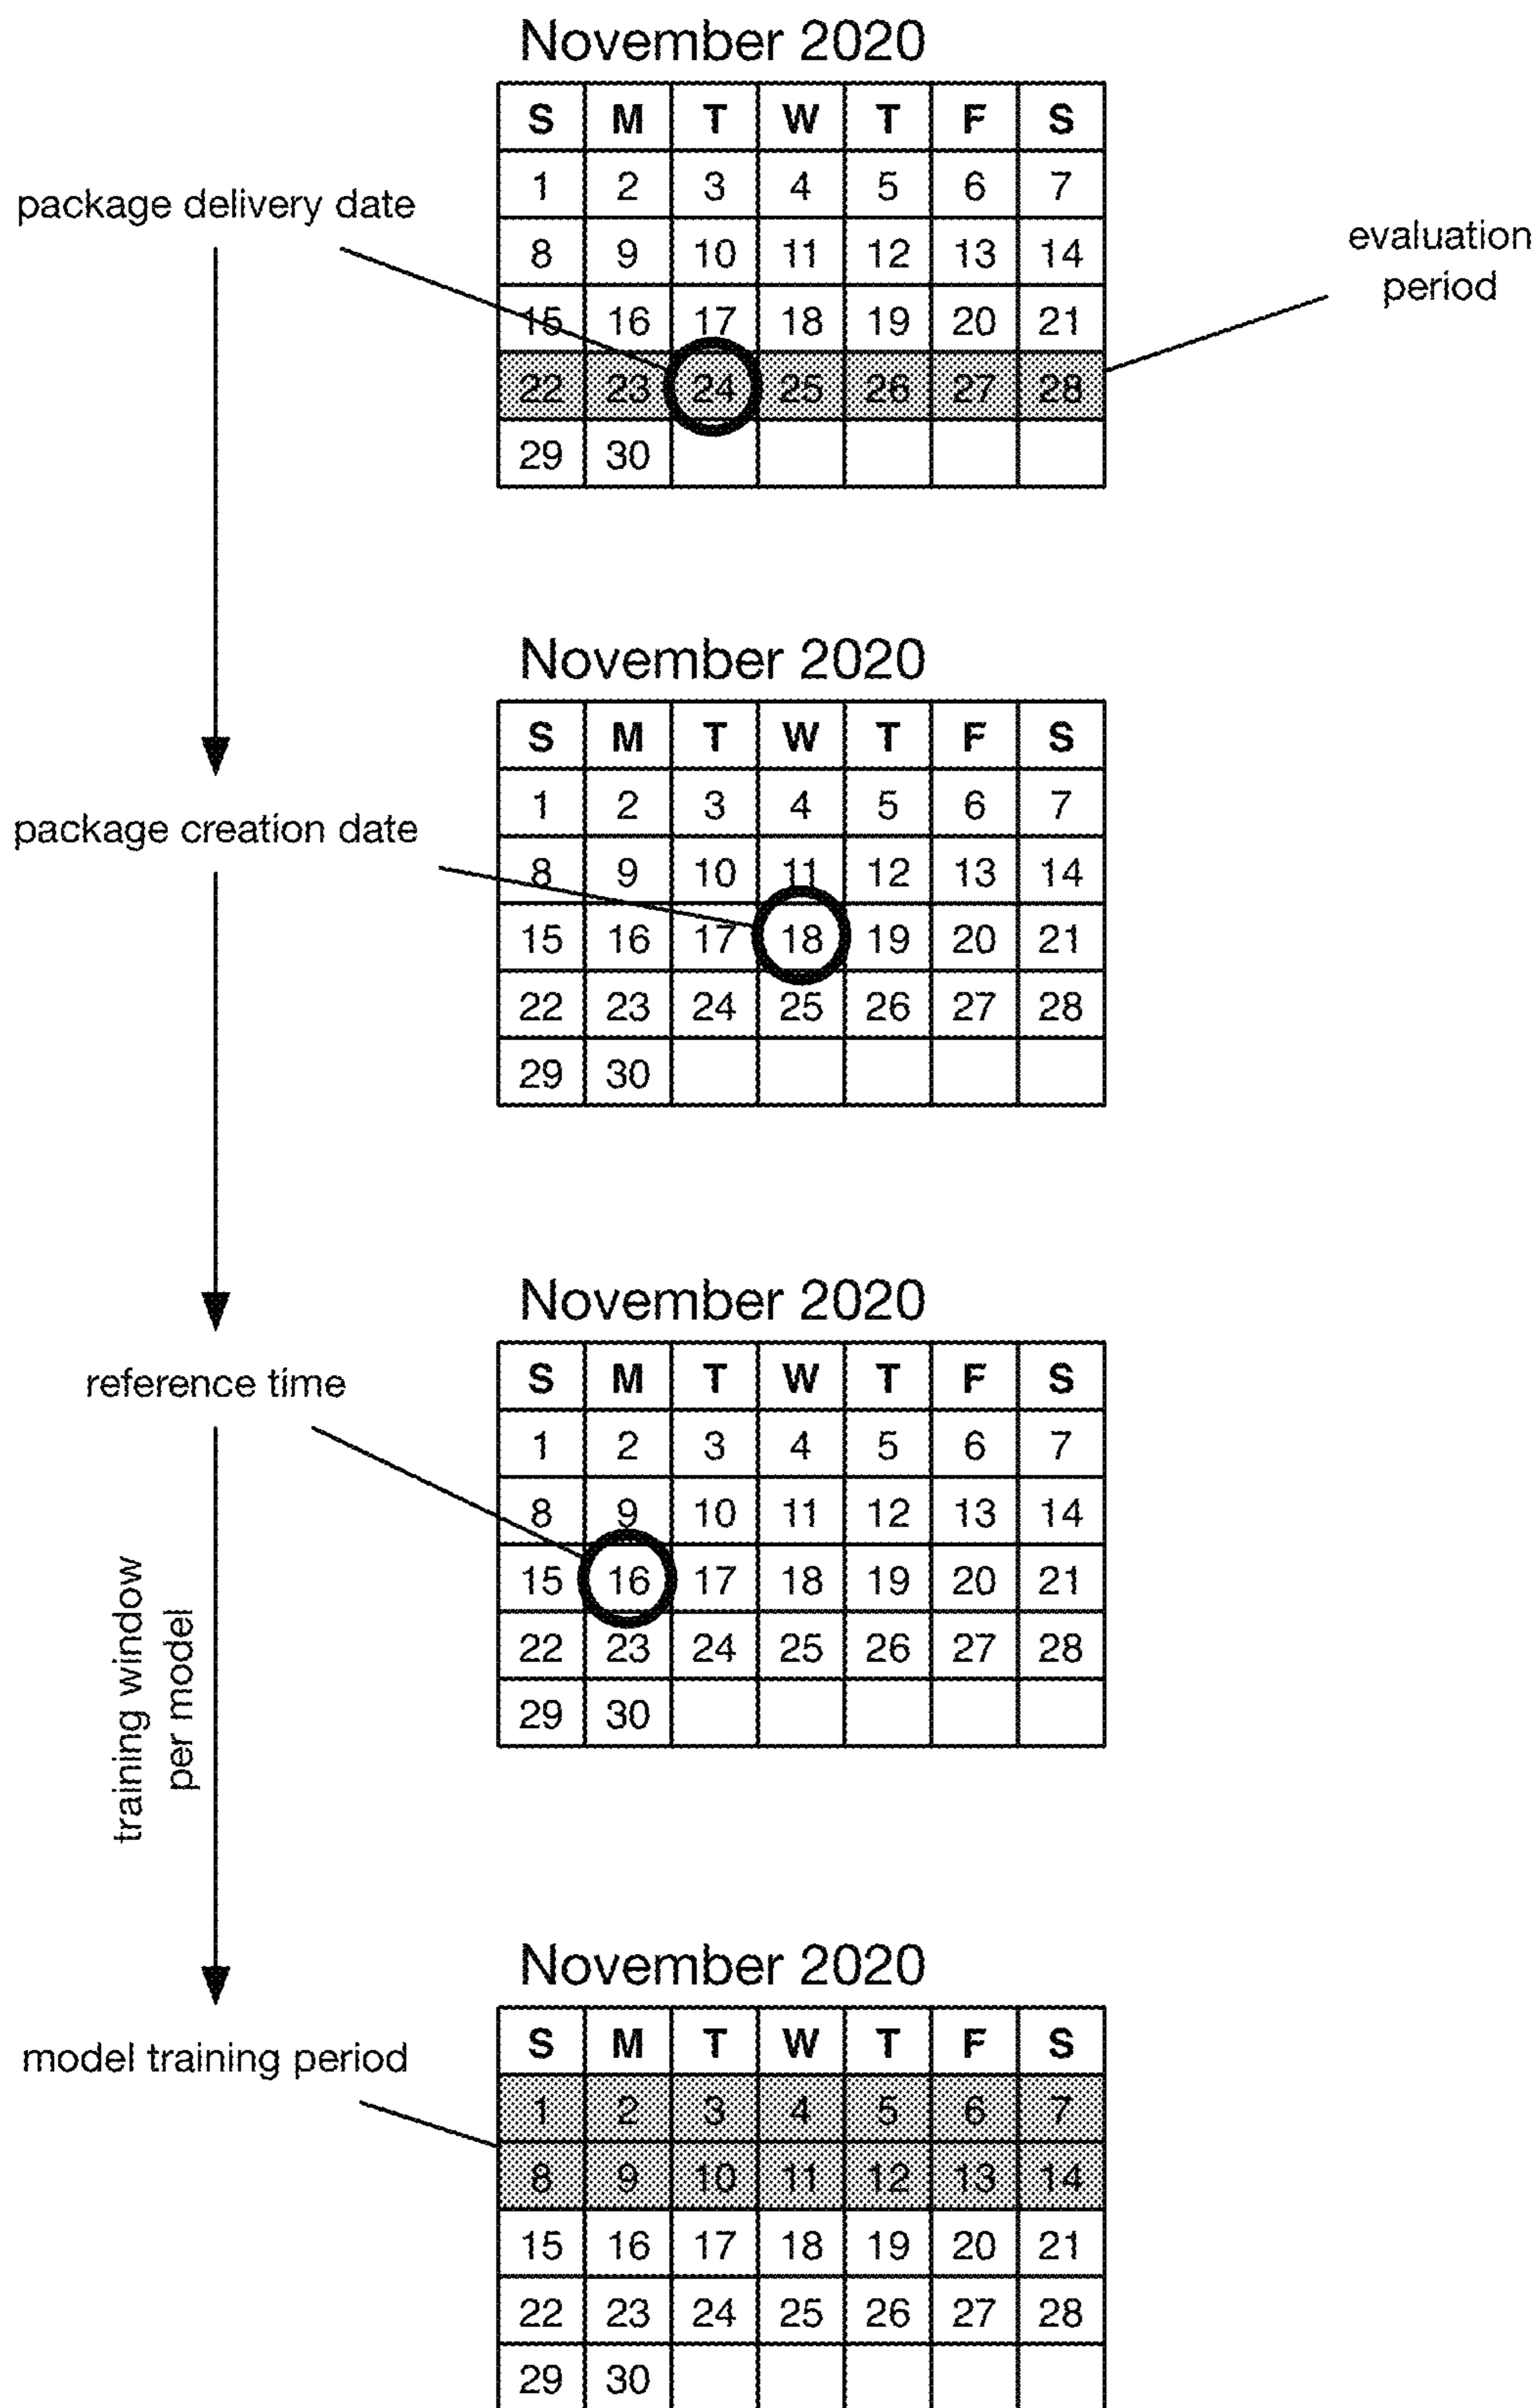 November 2020
S M T W T F S
1 2 3 4 5 6 7
package delivery date
8 9 10 11 12 13 14
evaluation
period
15 16 17 18 19 20 21
22 23 24 25 26 27 28
29 30
November 2020
S M T W T F S
1 2 3 4 5 6 7
package creation date
8 9 10 11 12 13 14
15 16 17 18 19 20 21
22 23 24 25 26 27 28
29 30
November 2020
S M T W T F S
reference time
1 2 3 4 5 6 7
8 9 10 11 12 13 14
15 16 17 18 19 20 21
22 23 24 25 26 27 28
29 30
training window
per model
November 2020
S M T W T F S
model training period
1 2 3 4 5 6 7
8 9 10 11 12 13 14
15 16 17 18 19 20 21
22 23 24 25 26 27 28
29 30